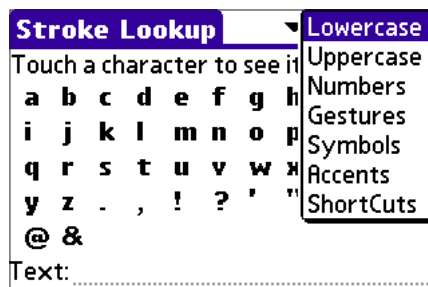 Stroke Lookup
Touch a character to see it
a b c d e f g h
i j k l m n o p
q r s t u v w x
y z . , ! ? ' "
@ &
Text:
Lowercase
Uppercase
Numbers
Gestures
Symbols
Accents
ShortCuts